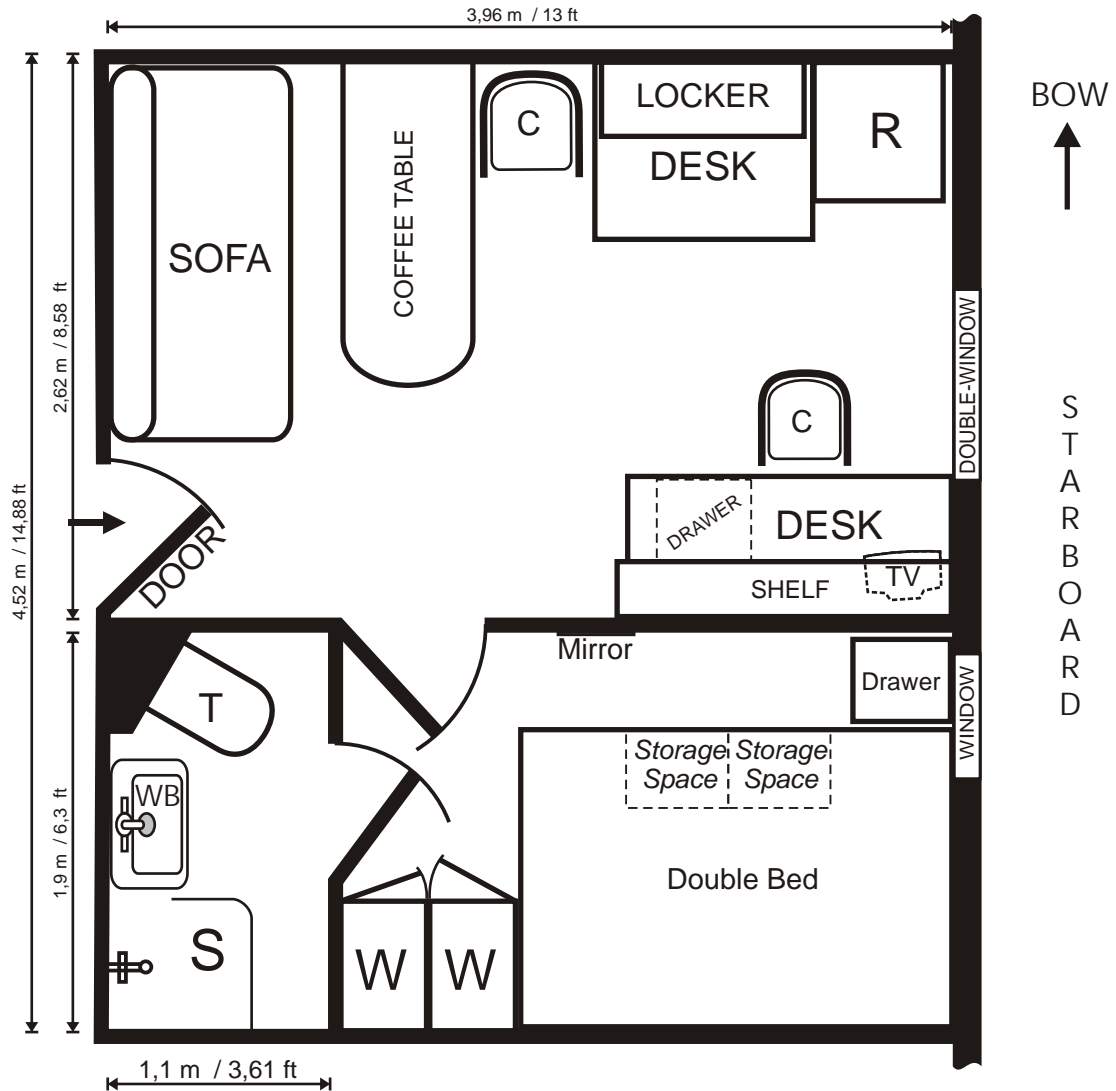 3,96 m / 13 ft
BOW
LOCKER
DESK
R
C
SOFA
COFFEE TABLE
2,62 m / 8,58 ft
4,52 m / 14,88 ft
DOUBLE-WINDOW
STARBOARD
C
DRAWER
DESK
DOOR
SHELF
TV
Mirror
Drawer
WINDOW
T
Storage
Space
Storage
Space
WB
1,9 m / 6,3 ft
Double Bed
S
W
W
1,1 m / 3,61 ft